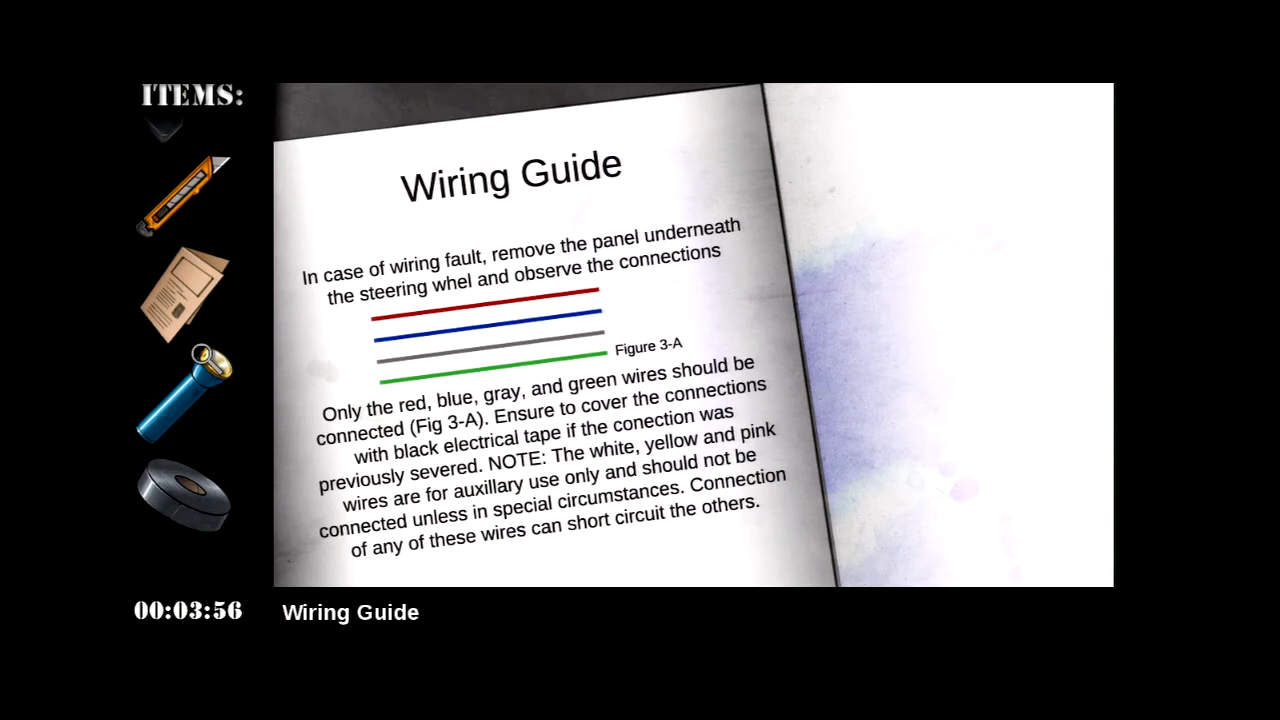 ITEMS:
Wiring Guide
In case of wiring fault, remove the panel underneath
the steering whel and observe the connections
Figure 3-A
Only the red, blue, gray, and green wires should be
connected (Fig 3-A). Ensure to cover the connections
with black electrical tape if the conection was
previously severed. NOTE: The white, yellow and pink
wires are for auxillary use only and should not be
connected unless in special circumstances. Connection
of any of these wires can short circuit the others.
00:03:56
Wiring Guide